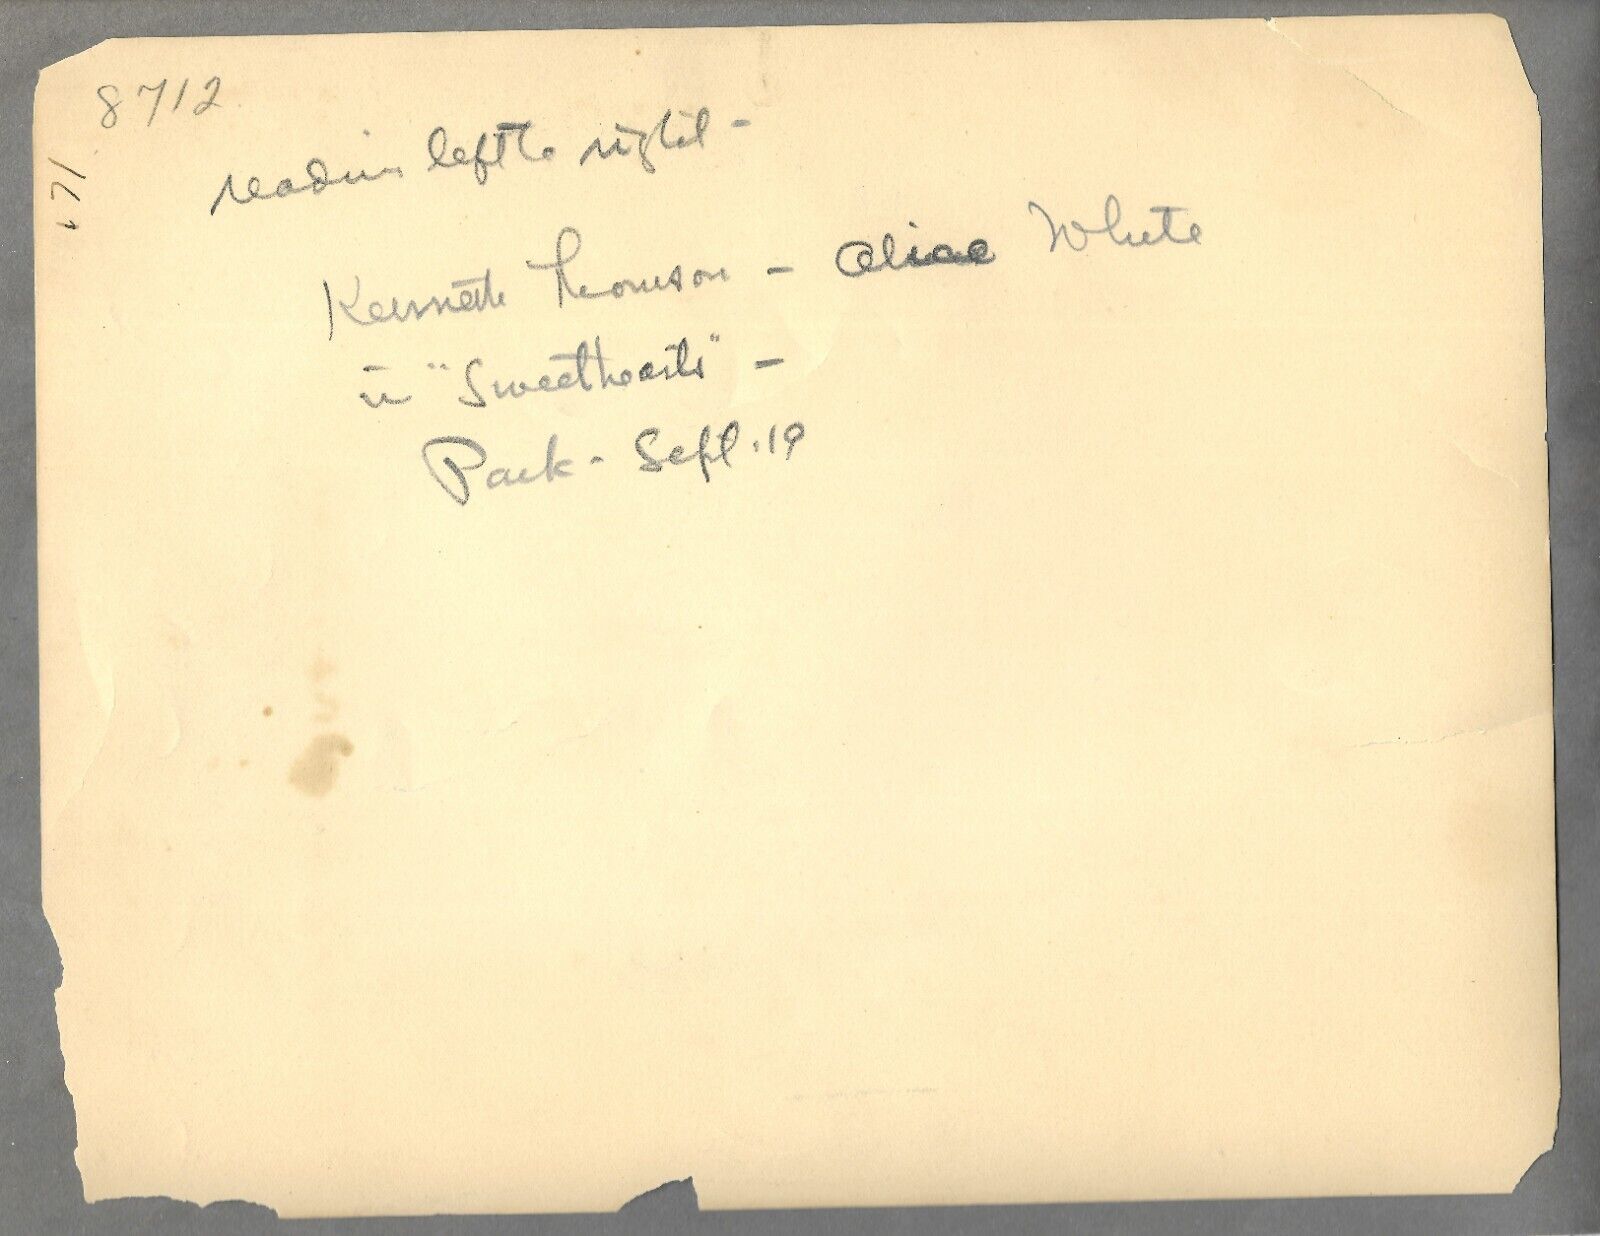 8712
171
reading left to right -
Kenneth Thomson - Alice White
in "Sweethearts" -
Park - Sept. 19